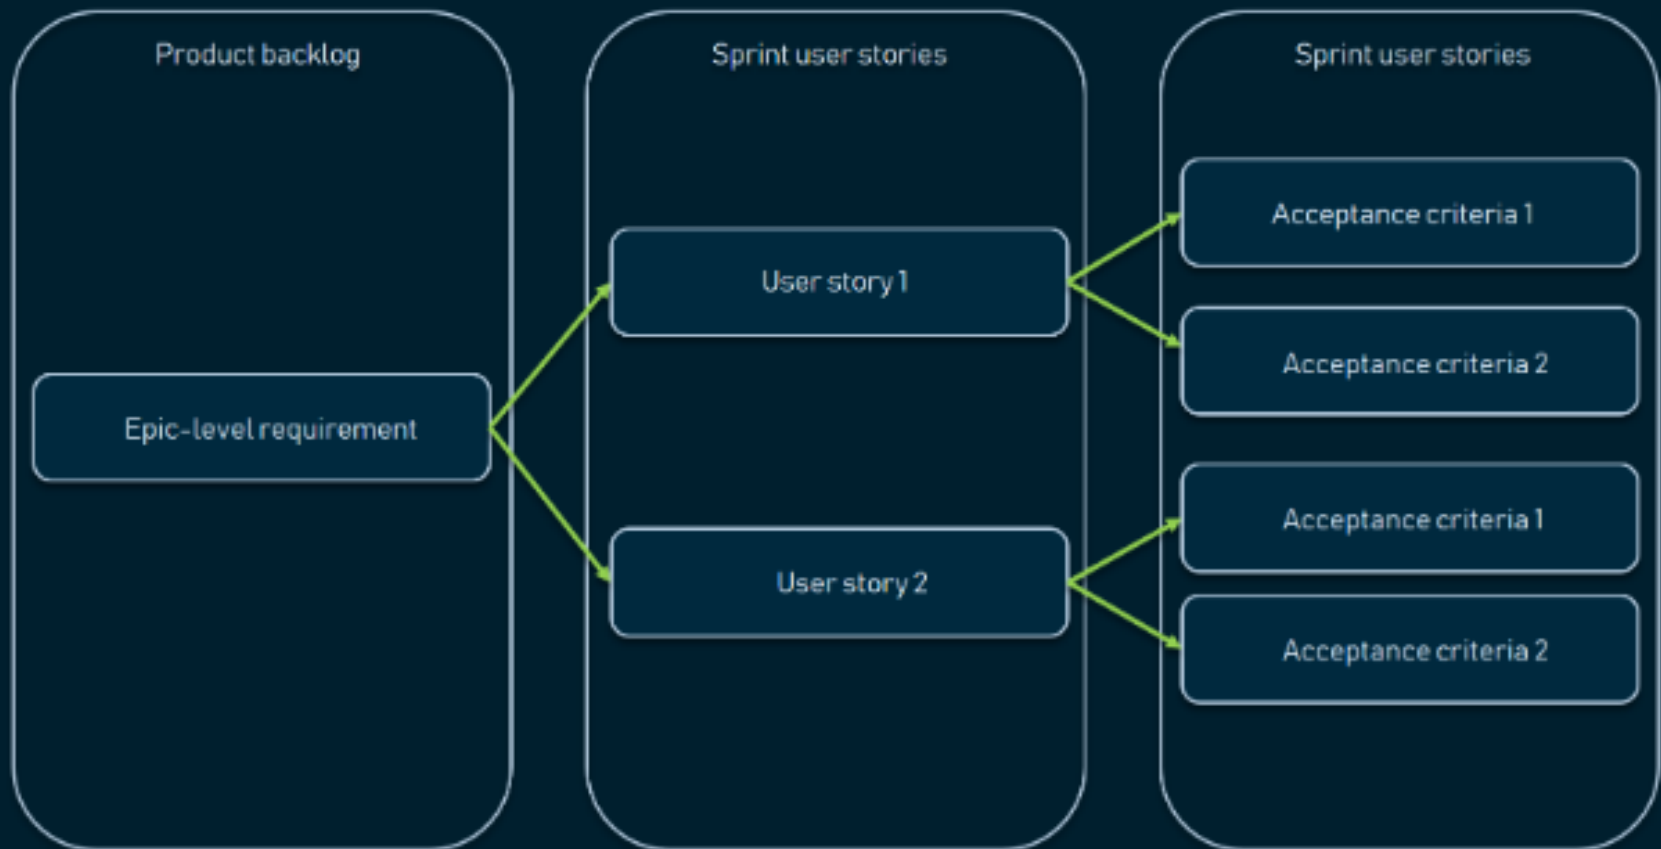 Product backlog
Epic-level requirement
Sprint user stories
User story 1
User story 2
Sprint user stories
Acceptance criteria 1
Acceptance criteria 2
Acceptance criteria 1
Acceptance criteria 2